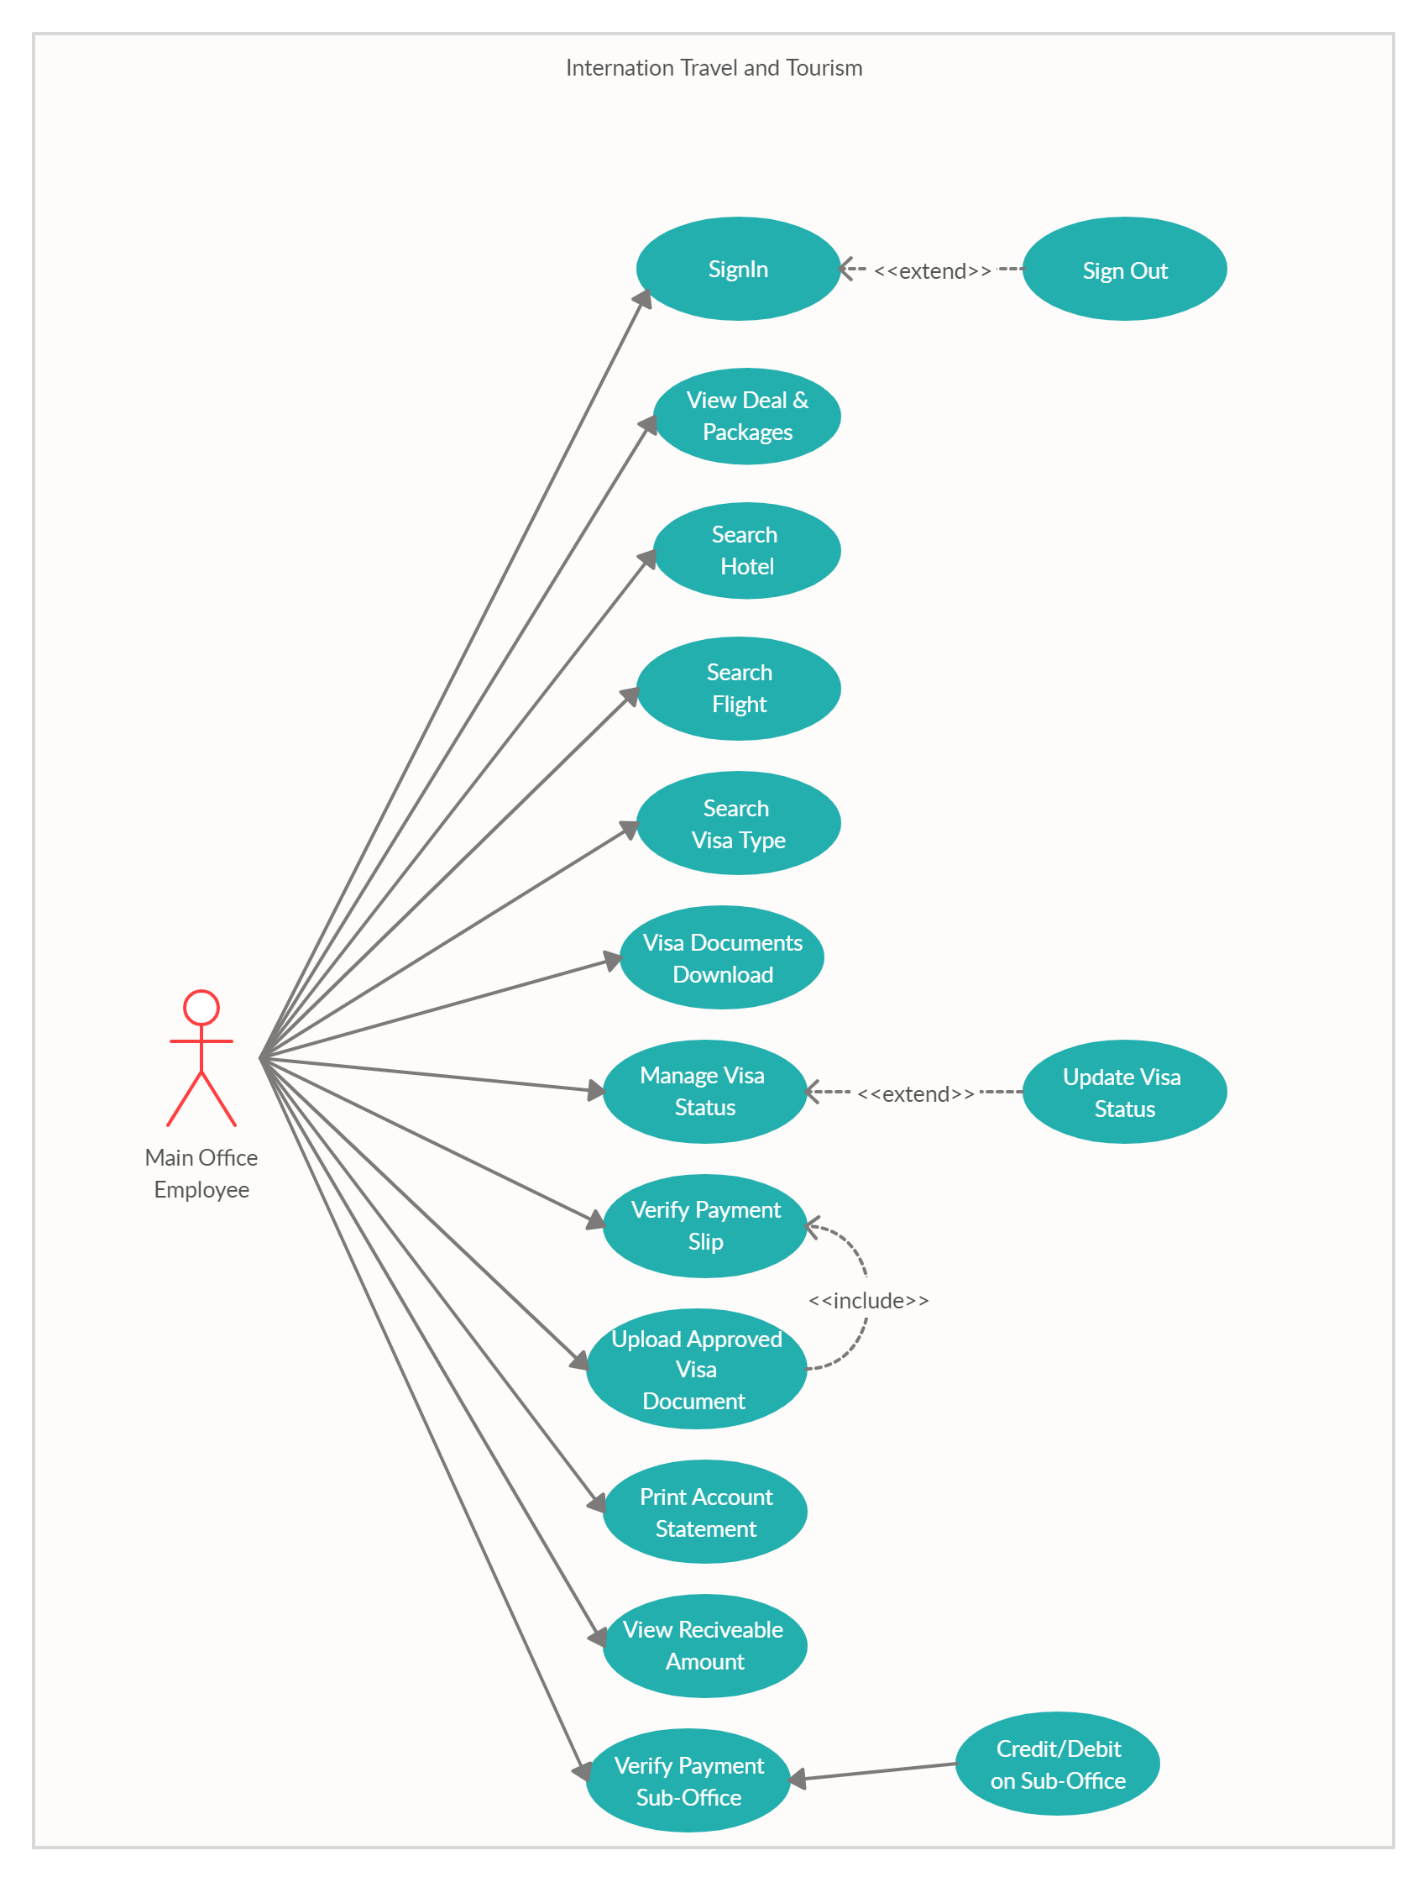 Internation Travel and Tourism
SignIn
<<extend>>
Sign Out
View Deal &
Packages
Search
Hotel
Search
Flight
Search
Visa Type
Visa Documents
Download
Main Office
Employee
Manage Visa
Status
<<extend>>
Update Visa
Status
Verify Payment
Slip
<<include>>
Upload Approved
Visa
Document
Print Account
Statement
View Reciveable
Amount
Verify Payment
Sub-Office
Credit/Debit
on Sub-Office